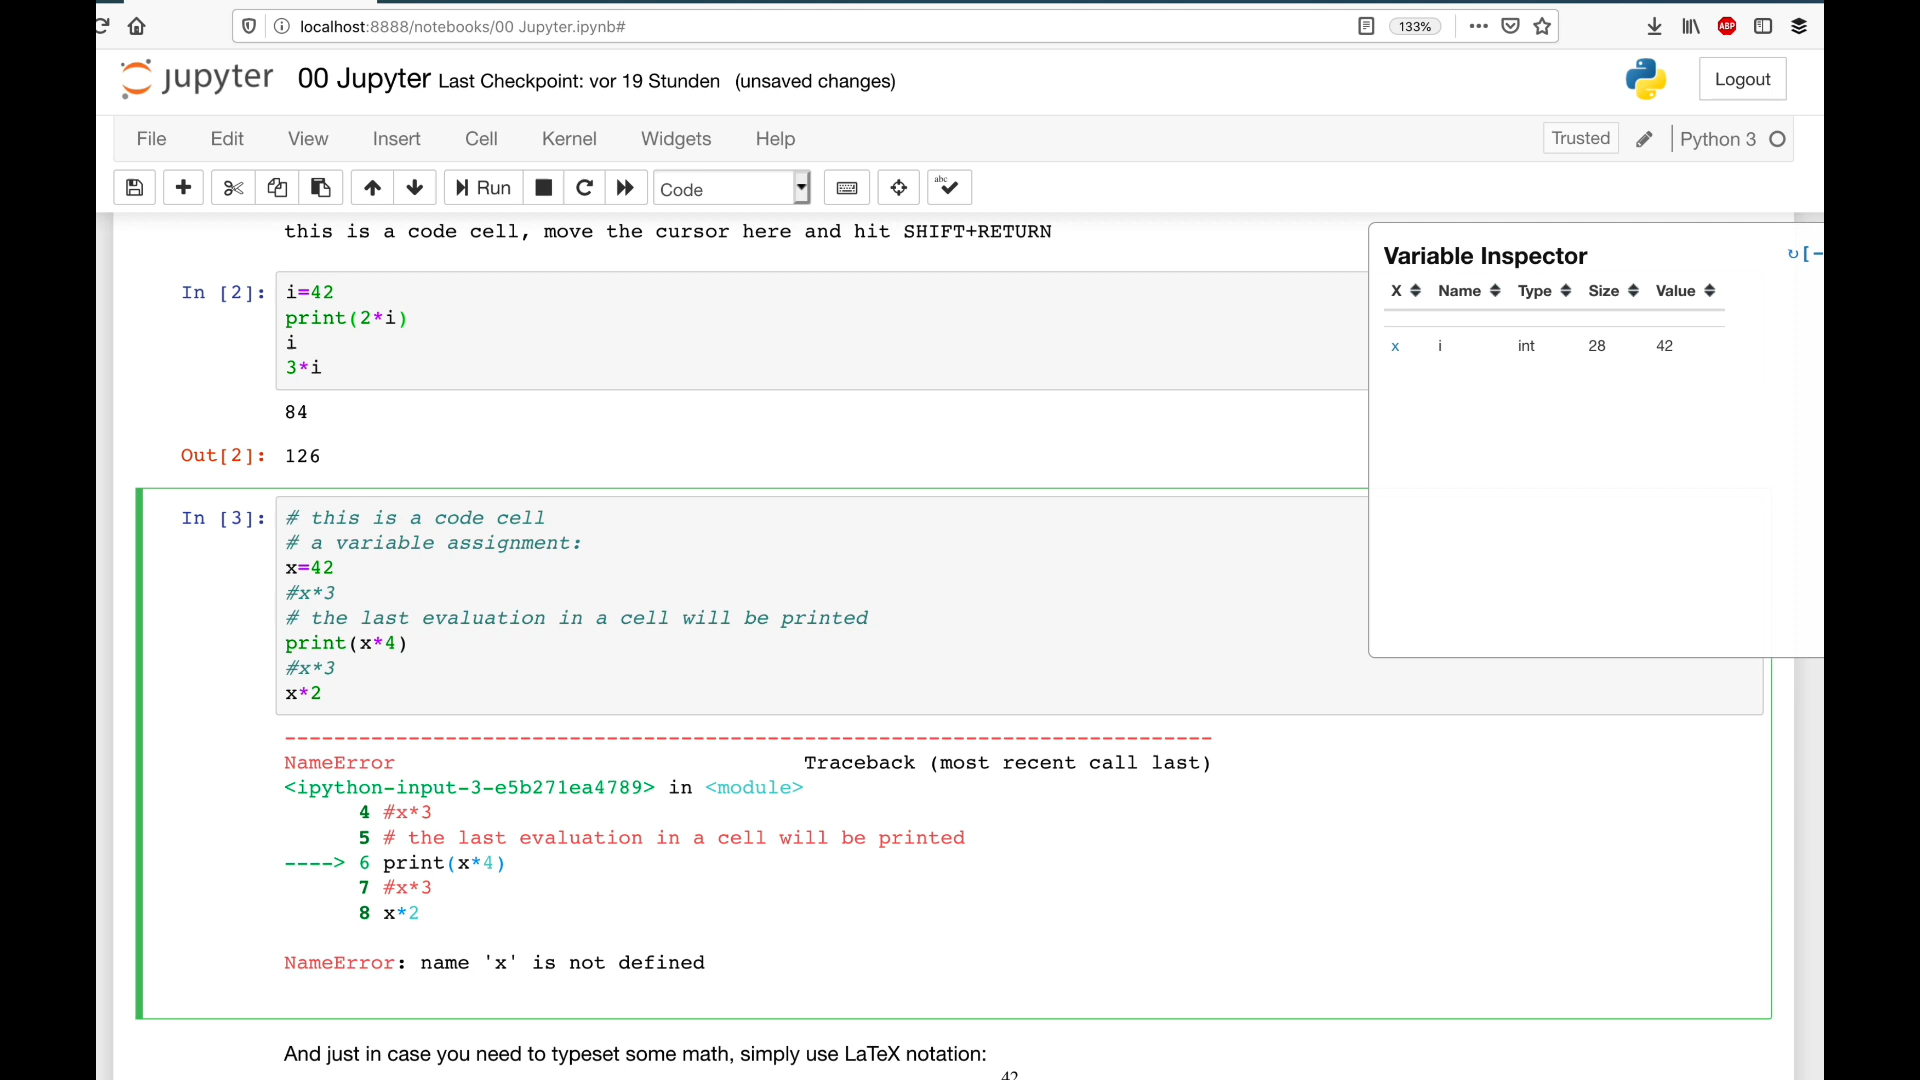 localhost:8888/notebooks/00 Jupyter.ipynb#
133%
ABP
jupyter 00 Jupyter Last Checkpoint: vor 19 Stunden (unsaved changes)
Logout
File Edit View Insert Cell Kernel Widgets Help
Trusted Python 3
Run Code abc
this is a code cell, move the cursor here and hit SHIFT+RETURN
In [2]: i=42
print(2*i)
i
3*i
84
Out[2]: 126
Variable Inspector
↻ [-
X Name Type Size Value
x i int 28 42
In [3]: # this is a code cell
# a variable assignment:
x=42
#x*3
# the last evaluation in a cell will be printed
print(x*4)
#x*3
x*2
---------------------------------------------------------------------------
NameError Traceback (most recent call last)
<ipython-input-3-e5b271ea4789> in <module>
4 #x*3
5 # the last evaluation in a cell will be printed
----> 6 print(x*4)
7 #x*3
8 x*2
NameError: name 'x' is not defined
And just in case you need to typeset some math, simply use LaTeX notation:
42